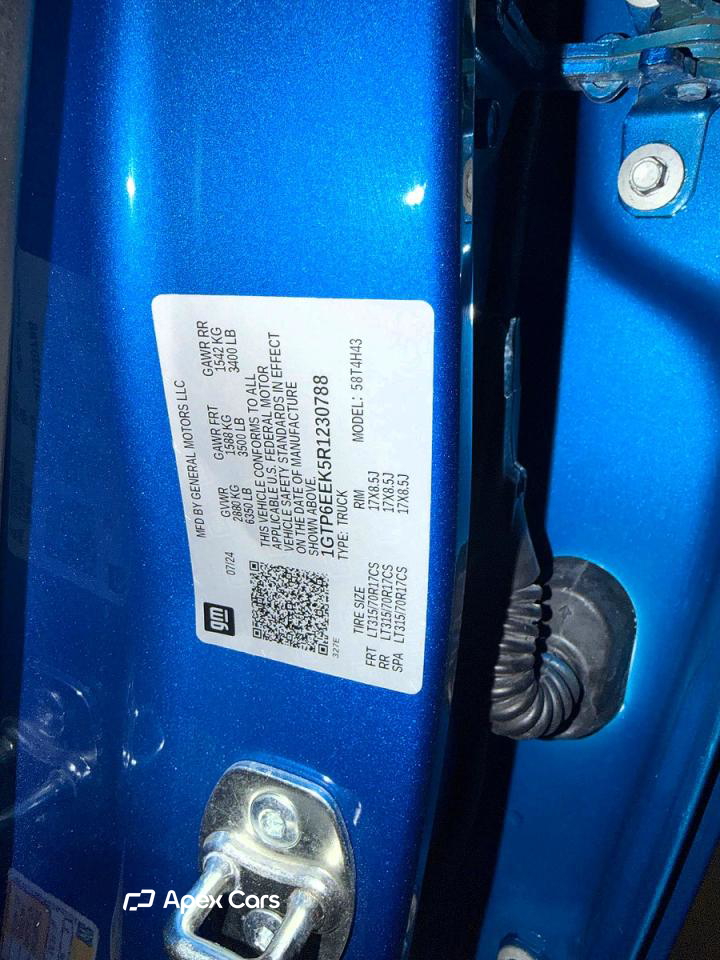 MFD BY GENERAL MOTORS LLC
gm
07/24
GVWR GAWR FRT GAWR RR
2880 KG 1588 KG 1542 KG
6350 LB 3500 LB 3400 LB
THIS VEHICLE CONFORMS TO ALL
APPLICABLE U.S. FEDERAL MOTOR
VEHICLE SAFETY STANDARDS IN EFFECT
ON THE DATE OF MANUFACTURE
SHOWN ABOVE.
1GTP6EEK5R1230788
TYPE: TRUCK MODEL: 58T4H43
327E
TIRE SIZE RIM
FRT LT315/70R17CS 17X8.5J
RR LT315/70R17CS 17X8.5J
SPA LT315/70R17CS 17X8.5J
Apex Cars